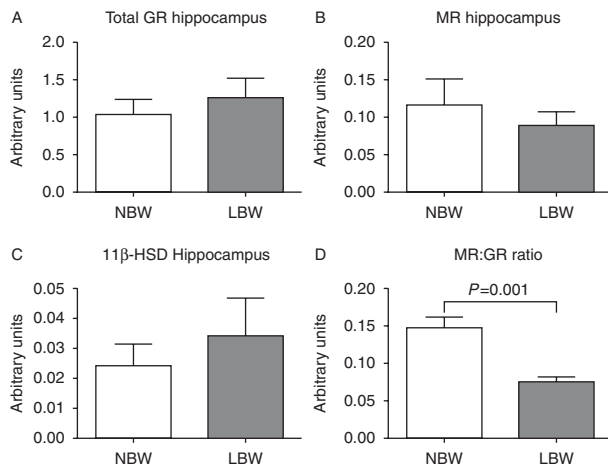 A
Total GR hippocampus
Arbitrary units
2.0
1.5
1.0
0.5
0.0
NBW
LBW
B
MR hippocampus
Arbitrary units
0.20
0.15
0.10
0.05
0.00
NBW
LBW
C
11β-HSD Hippocampus
Arbitrary units
0.05
0.04
0.03
0.02
0.01
0.00
NBW
LBW
D
MR:GR ratio
P=0.001
Arbitrary units
0.20
0.15
0.10
0.05
0.00
NBW
LBW